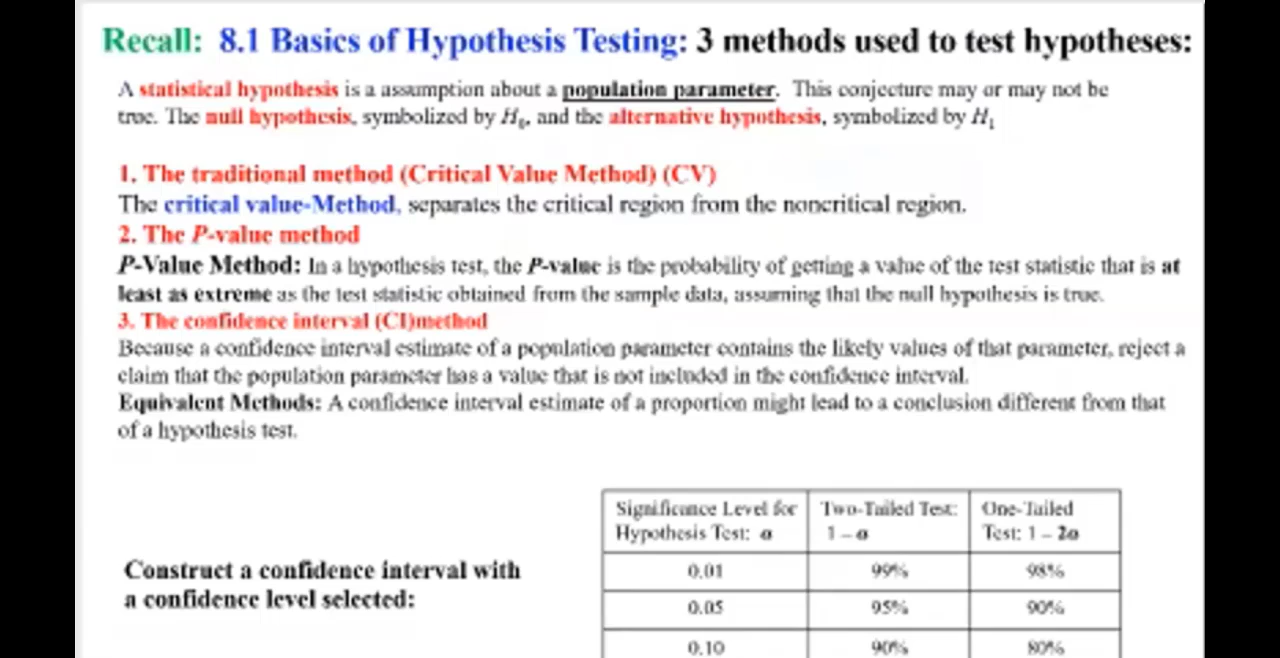 Recall: 8.1 Basics of Hypothesis Testing: 3 methods used to test hypotheses:
A statistical hypothesis is a assumption about a population parameter. This conjecture may or may not be
true. The null hypothesis, symbolized by H₀, and the alternative hypothesis, symbolized by H₁
1. The traditional method (Critical Value Method) (CV)
The critical value-Method, separates the critical region from the noncritical region.
2. The P-value method
P-Value Method: In a hypothesis test, the P-value is the probability of getting a value of the test statistic that is at
least as extreme as the test statistic obtained from the sample data, assuming that the null hypothesis is true.
3. The confidence interval (CI)method
Because a confidence interval estimate of a population parameter contains the likely values of that parameter, reject a
claim that the population parameter has a value that is not included in the confidence interval.
Equivalent Methods: A confidence interval estimate of a proportion might lead to a conclusion different from that
of a hypothesis test.
Construct a confidence interval with
a confidence level selected:
Significance Level for Hypothesis Test: α Two-Tailed Test: 1 – α One-Tailed Test: 1 – 2α
0.01 99% 98%
0.05 95% 90%
0.10 90% 80%